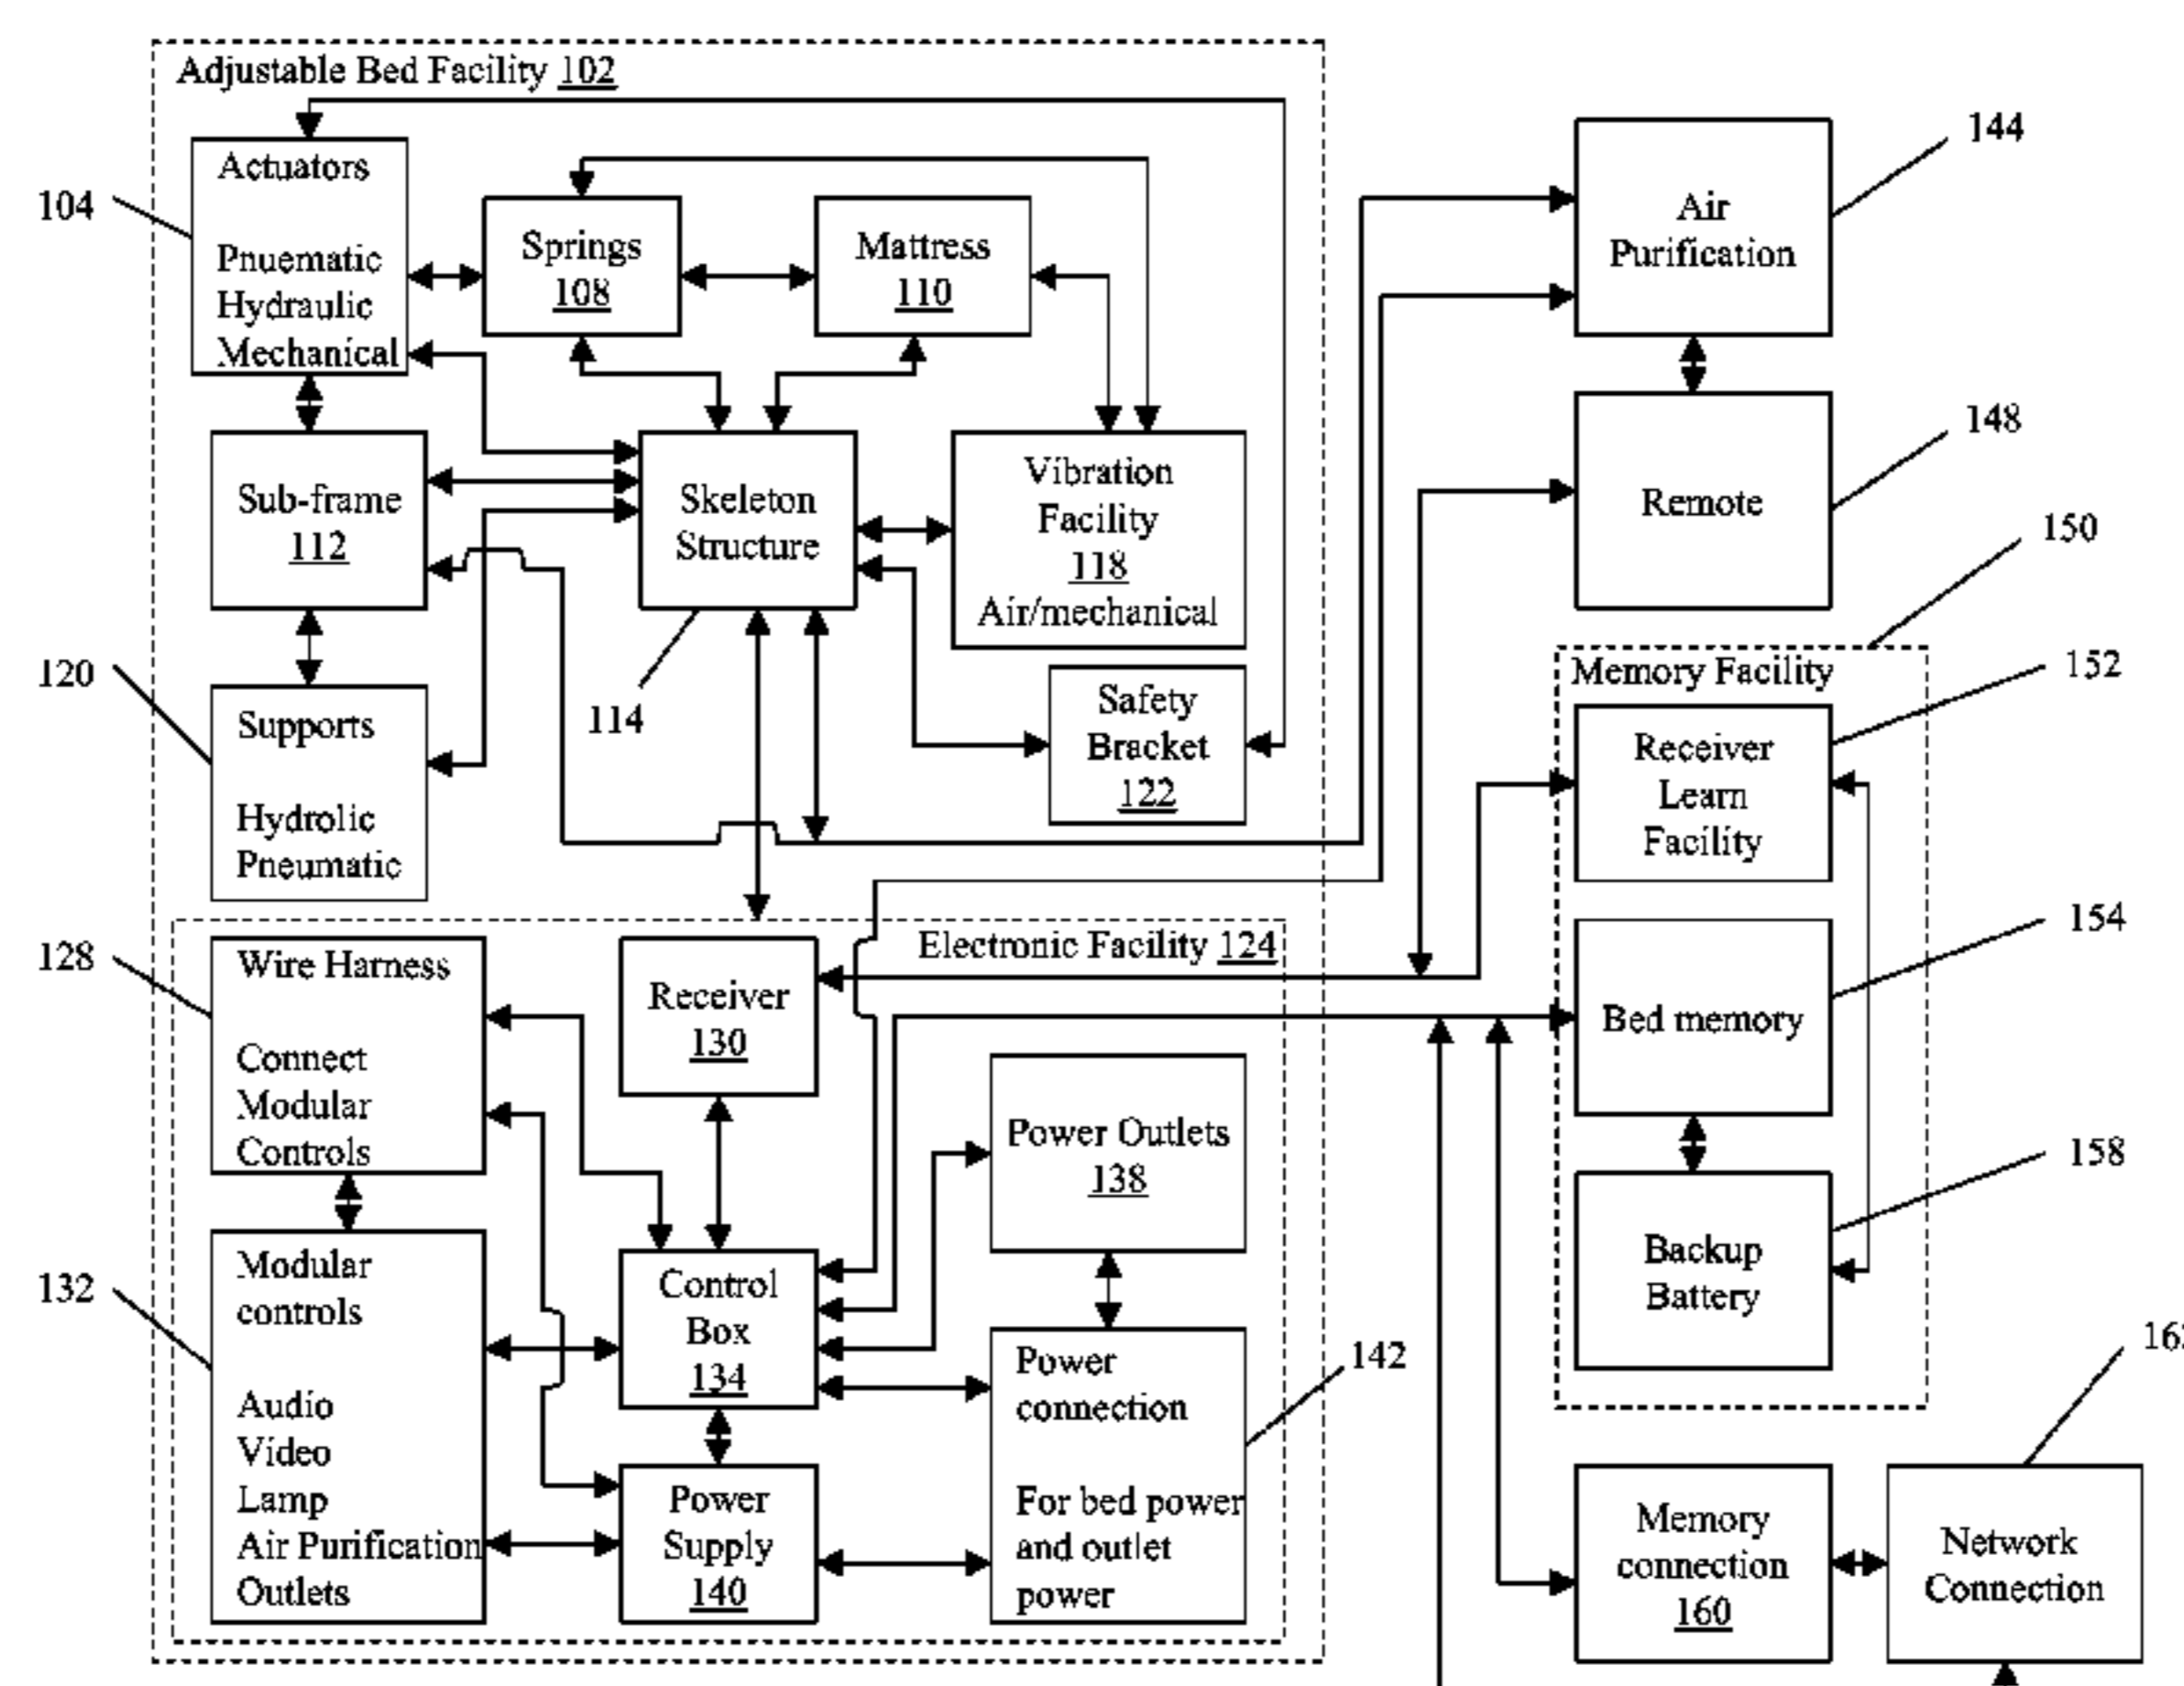 Adjustable Bed Facility 102
Actuators
Pnuematic
Hydraulic
Mechanical
104
Springs
108
Mattress
110
Air
Purification
144
Remote
148
Sub-frame
112
Skeleton
Structure
114
Vibration
Facility
118
Air/mechanical
Supports
Hydrolic
Pneumatic
120
Safety
Bracket
122
150
Memory Facility
152
Receiver
Learn
Facility
154
Bed memory
158
Backup
Battery
Electronic Facility 124
128
Wire Harness
Connect
Modular
Controls
Receiver
130
Power Outlets
138
132
Modular
controls
Audio
Video
Lamp
Air Purification
Outlets
Control
Box
134
Power
Supply
140
Power
connection
For bed power
and outlet
power
142
Memory
connection
160
Network
Connection